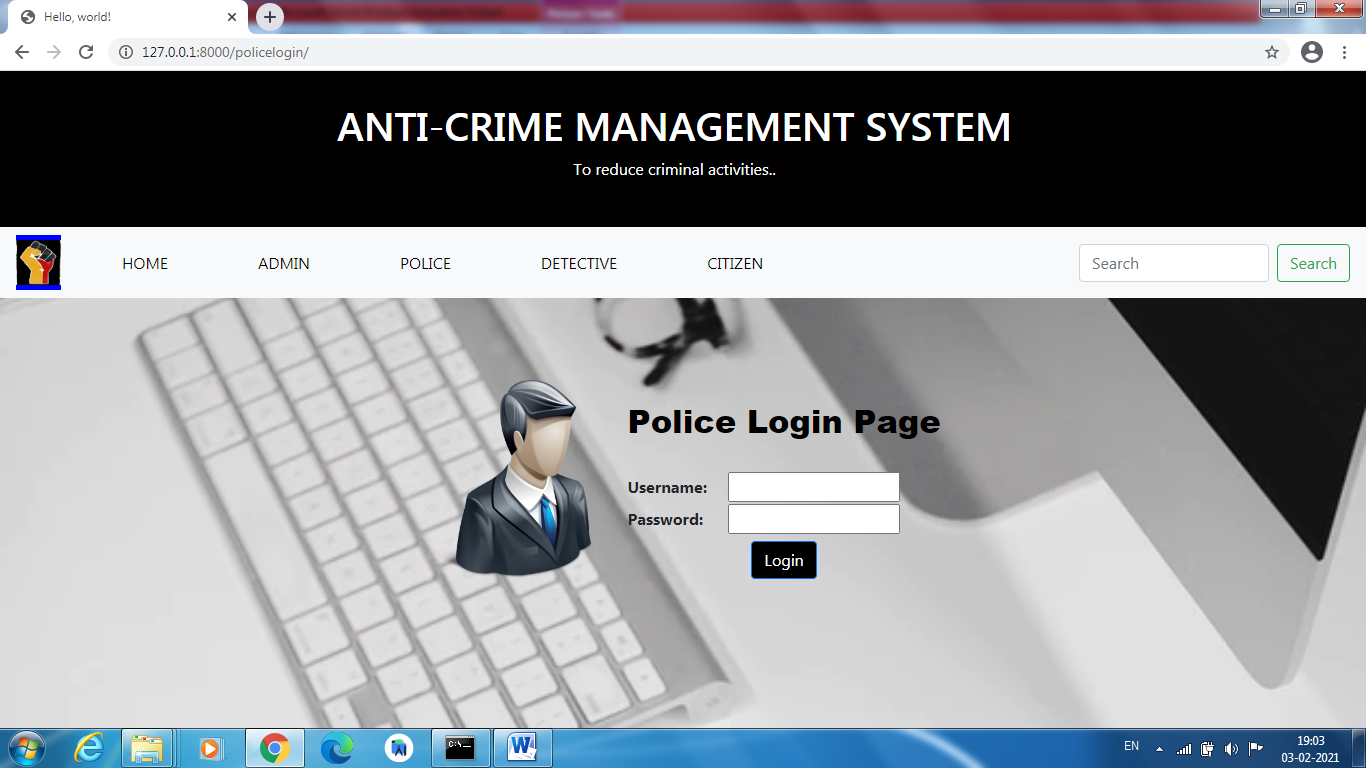 Hello, world!
127.0.0.1:8000/policelogin/
ANTI-CRIME MANAGEMENT SYSTEM
To reduce criminal activities..
HOME ADMIN POLICE DETECTIVE CITIZEN Search Search
Police Login Page
Username:
Password:
Login
EN 19:03
03-02-2021